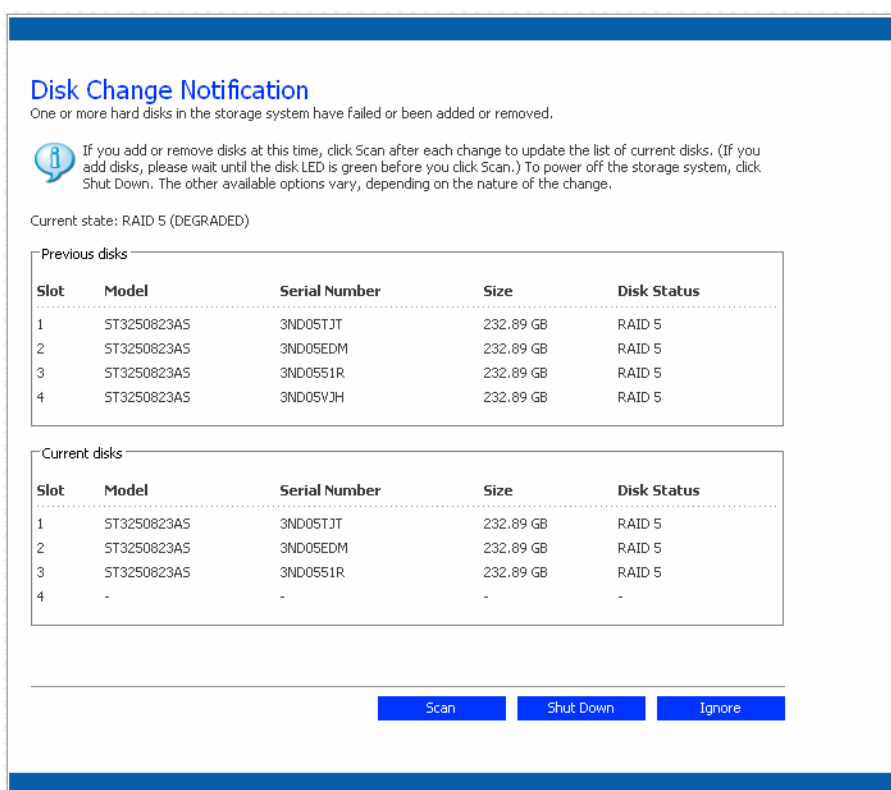 Disk Change Notification
One or more hard disks in the storage system have failed or been added or removed.
If you add or remove disks at this time, click Scan after each change to update the list of current disks. (If you
add disks, please wait until the disk LED is green before you click Scan.) To power off the storage system, click
Shut Down. The other available options vary, depending on the nature of the change.
Current state: RAID 5 (DEGRADED)
Previous disks
Slot Model Serial Number Size Disk Status
1 ST3250823AS 3ND05TJT 232.89 GB RAID 5
2 ST3250823AS 3ND05EDM 232.89 GB RAID 5
3 ST3250823AS 3ND0551R 232.89 GB RAID 5
4 ST3250823AS 3ND05VJH 232.89 GB RAID 5
Current disks
Slot Model Serial Number Size Disk Status
1 ST3250823AS 3ND05TJT 232.89 GB RAID 5
2 ST3250823AS 3ND05EDM 232.89 GB RAID 5
3 ST3250823AS 3ND0551R 232.89 GB RAID 5
4 - - - -
Scan Shut Down Ignore